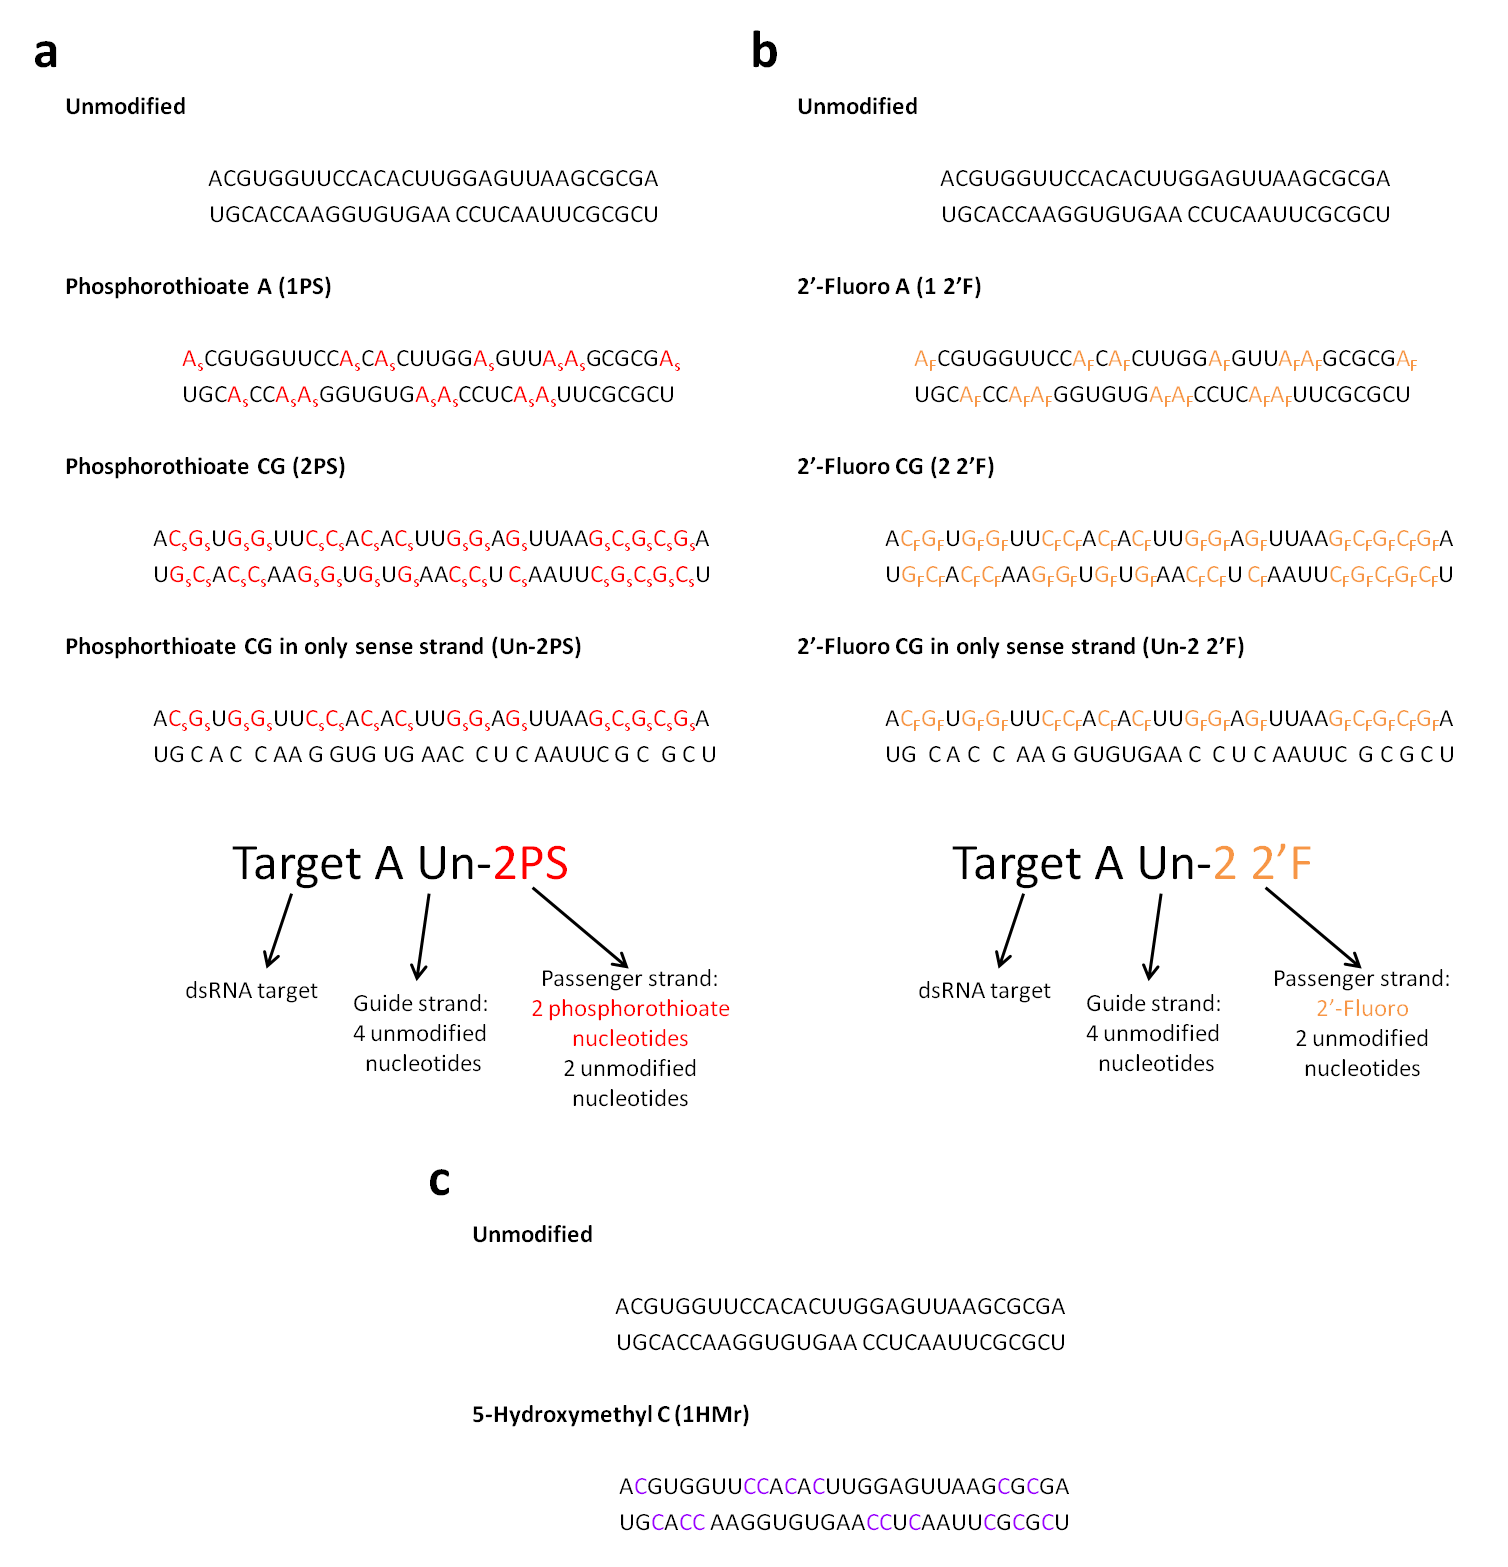 a
Unmodified
ACGUGGUUCCACACUUGGAGUUAAGCGCGA
UGCACCAAGGUGUGAA CCUCAAUUCGCGCU
Phosphorothioate A (1PS)
AsCGUGGUUCCAsCAsCUUGGAsGUUAsAsGCGCGAs
UGCAsCCAsAsGGUGUGAsAsCCUCAsAsUUCGCGCU
Phosphorothioate CG (2PS)
ACsGsUGsGsUUCsCsACsACsUUGsGsAGsUUAAGsCsGsCsGsA
UGsCsACsCsAAGsGsUGsUGsAACsCsU CsAAUUCsGsCsGsCsU
Phosphorthioate CG in only sense strand (Un-2PS)
ACsGsUGsGsUUCsCsACsACsUUGsGsAGsUUAAGsCsGsCsGsA
UG C A C C AA G GUG UG AAC C U C AAUUC G C G C U
Target A Un-2PS
dsRNA target
Guide strand:
4 unmodified
nucleotides
Passenger strand:
2 phosphorothioate
nucleotides
2 unmodified
nucleotides
b
Unmodified
ACGUGGUUCCACACUUGGAGUUAAGCGCGA
UGCACCAAGGUGUGAA CCUCAAUUCGCGCU
2’-Fluoro A (1 2’F)
AFCGUGGUUCCAFCAFCUUGGAFGUUAFAFGCGCGAF
UGCAFCCAFAFGGUGUGAFAFCCUCAFAFUUCGCGCU
2’-Fluoro CG (2 2’F)
ACFGFUGFGFUUCFCFACFACFUUGFGFAGFUUAAGFCFGFCFGFA
UGFCFACFCFAAGFGFUGFUGFAACFCFU CFAAUUCFGFCFGFCFU
2’-Fluoro CG in only sense strand (Un-2 2’F)
ACFGFUGFGFUUCFCFACFACFUUGFGFAGFUUAAGFCFGFCFGFA
UG C A C C AA G GUGUGAA C C U C AAUUC G C G C U
Target A Un-2 2’F
dsRNA target
Guide strand:
4 unmodified
nucleotides
Passenger strand:
2’-Fluoro
2 unmodified
nucleotides
c
Unmodified
ACGUGGUUCCACACUUGGAGUUAAGCGCGA
UGCACCAAGGUGUGAA CCUCAAUUCGCGCU
5-Hydroxymethyl C (1HMr)
ACGUGGUUCCACACUUGGAGUUAAGCGCGA
UGCACC AAGGUGUGAACCUCAAUUCGCGCU